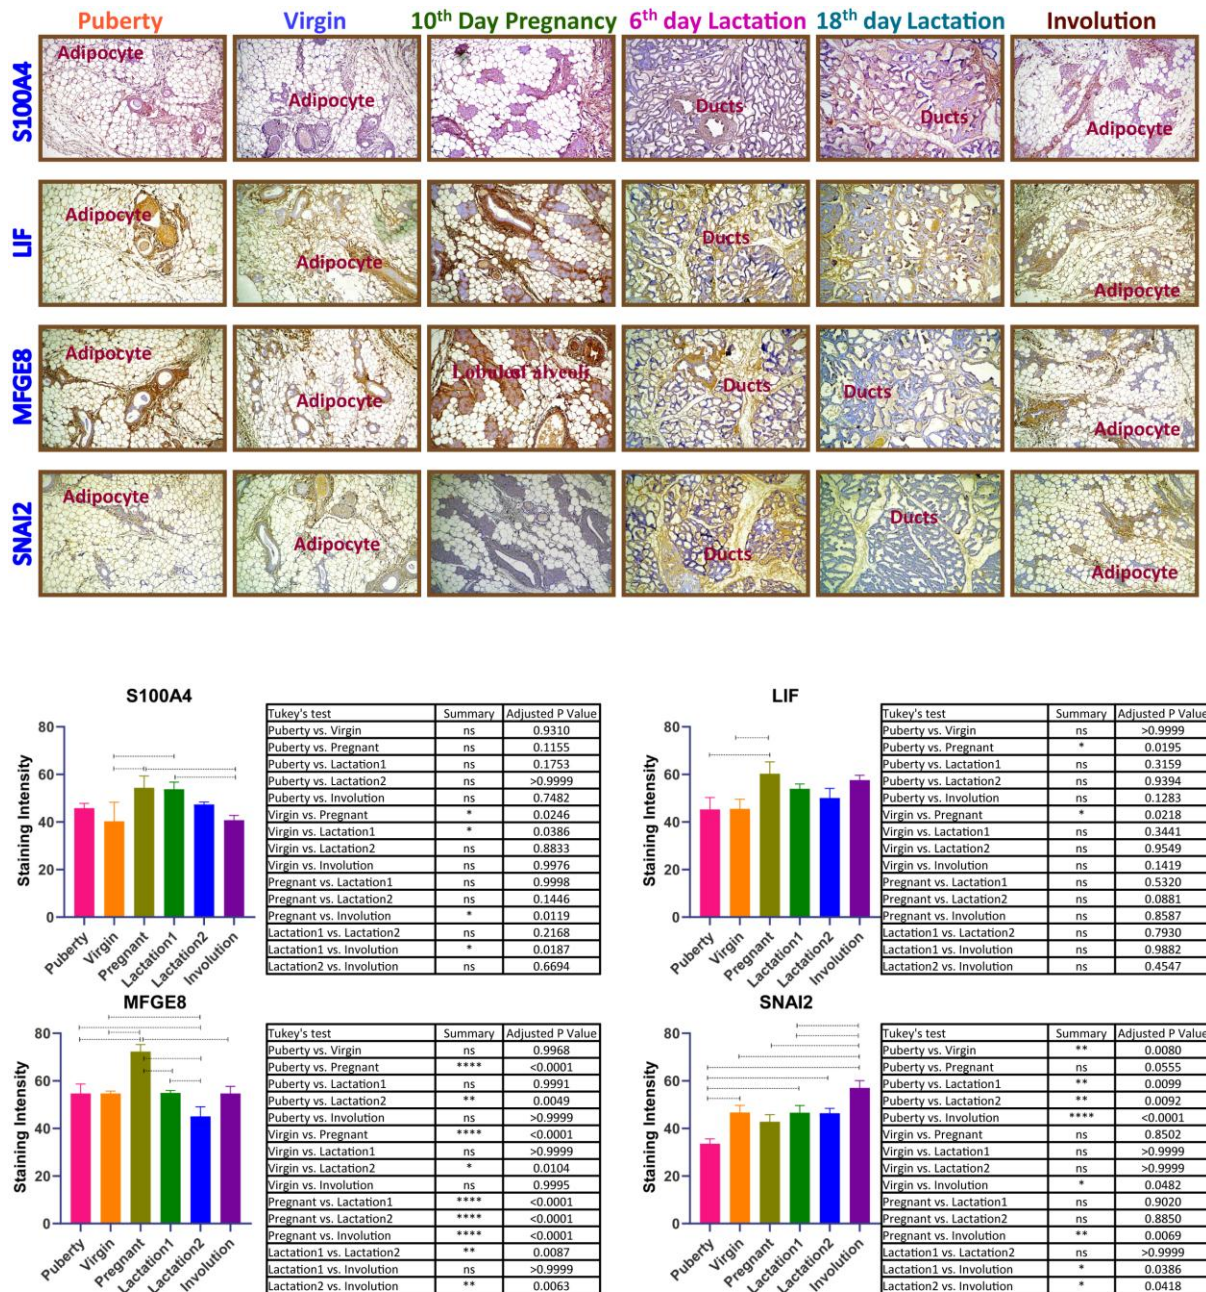 Puberty Virgin 10th Day Pregnancy 6th day Lactation 18th day Lactation Involution
S100A4
Adipocyte
Adipocyte
Ducts
Ducts
Adipocyte
LIF
Adipocyte
Adipocyte
Ducts
Adipocyte
MFGE8
Adipocyte
Adipocyte
Ducts
Ducts
Adipocyte
SNAI2
Adipocyte
Adipocyte
Ducts
Ducts
Adipocyte
S100A4
Staining Intensity
80
60
40
20
0
Puberty
Virgin
Pregnant
Lactation1
Lactation2
Involution
Tukey's test Summary Adjusted P Value
Puberty vs. Virgin ns 0.9310
Puberty vs. Pregnant ns 0.1155
Puberty vs. Lactation1 ns 0.1753
Puberty vs. Lactation2 ns >0.9999
Puberty vs. Involution ns 0.7482
Virgin vs. Pregnant * 0.0246
Virgin vs. Lactation1 * 0.0386
Virgin vs. Lactation2 ns 0.8833
Virgin vs. Involution ns 0.9976
Pregnant vs. Lactation1 ns 0.9998
Pregnant vs. Lactation2 ns 0.1446
Pregnant vs. Involution * 0.0119
Lactation1 vs. Lactation2 ns 0.2168
Lactation1 vs. Involution * 0.0187
Lactation2 vs. Involution ns 0.6694
LIF
Staining Intensity
80
60
40
20
0
Puberty
Virgin
Pregnant
Lactation1
Lactation2
Involution
Tukey's test Summary Adjusted P Value
Puberty vs. Virgin ns >0.9999
Puberty vs. Pregnant * 0.0195
Puberty vs. Lactation1 ns 0.3159
Puberty vs. Lactation2 ns 0.9394
Puberty vs. Involution ns 0.1283
Virgin vs. Pregnant * 0.0218
Virgin vs. Lactation1 ns 0.3441
Virgin vs. Lactation2 ns 0.9549
Virgin vs. Involution ns 0.1419
Pregnant vs. Lactation1 ns 0.5320
Pregnant vs. Lactation2 ns 0.0881
Pregnant vs. Involution ns 0.8587
Lactation1 vs. Lactation2 ns 0.7930
Lactation1 vs. Involution ns 0.9882
Lactation2 vs. Involution ns 0.4547
MFGE8
Staining Intensity
80
60
40
20
0
Puberty
Virgin
Pregnant
Lactation1
Lactation2
Involution
Tukey's test Summary Adjusted P Value
Puberty vs. Virgin ns 0.9968
Puberty vs. Pregnant **** <0.0001
Puberty vs. Lactation1 ns 0.9991
Puberty vs. Lactation2 ** 0.0049
Puberty vs. Involution ns >0.9999
Virgin vs. Pregnant **** <0.0001
Virgin vs. Lactation1 ns >0.9999
Virgin vs. Lactation2 * 0.0104
Virgin vs. Involution ns 0.9995
Pregnant vs. Lactation1 **** <0.0001
Pregnant vs. Lactation2 **** <0.0001
Pregnant vs. Involution **** <0.0001
Lactation1 vs. Lactation2 ** 0.0087
Lactation1 vs. Involution ns >0.9999
Lactation2 vs. Involution ** 0.0063
SNAI2
Staining Intensity
80
60
40
20
0
Puberty
Virgin
Pregnant
Lactation1
Lactation2
Involution
Tukey's test Summary Adjusted P Value
Puberty vs. Virgin ** 0.0080
Puberty vs. Pregnant ns 0.0555
Puberty vs. Lactation1 ** 0.0099
Puberty vs. Lactation2 ** 0.0092
Puberty vs. Involution **** <0.0001
Virgin vs. Pregnant ns 0.8502
Virgin vs. Lactation1 ns >0.9999
Virgin vs. Lactation2 ns >0.9999
Virgin vs. Involution * 0.0482
Pregnant vs. Lactation1 ns 0.9020
Pregnant vs. Lactation2 ns 0.8850
Pregnant vs. Involution ** 0.0069
Lactation1 vs. Lactation2 ns >0.9999
Lactation1 vs. Involution * 0.0386
Lactation2 vs. Involution * 0.0418